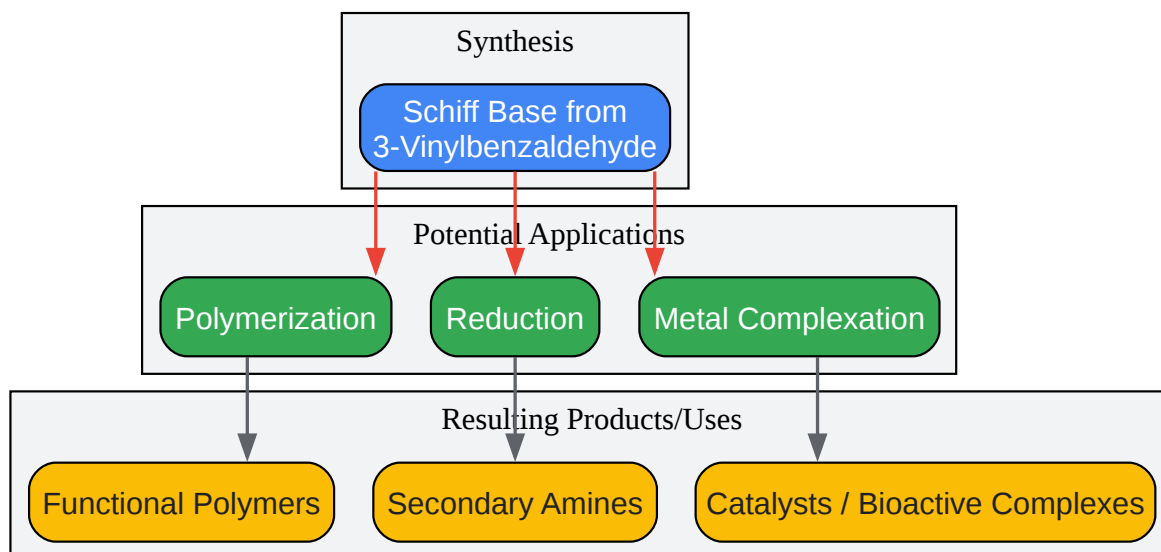 Synthesis
Schiff Base from
3-Vinylbenzaldehyde
Potential Applications
Polymerization
Reduction
Metal Complexation
Resulting Products/Uses
Functional Polymers
Secondary Amines
Catalysts / Bioactive Complexes